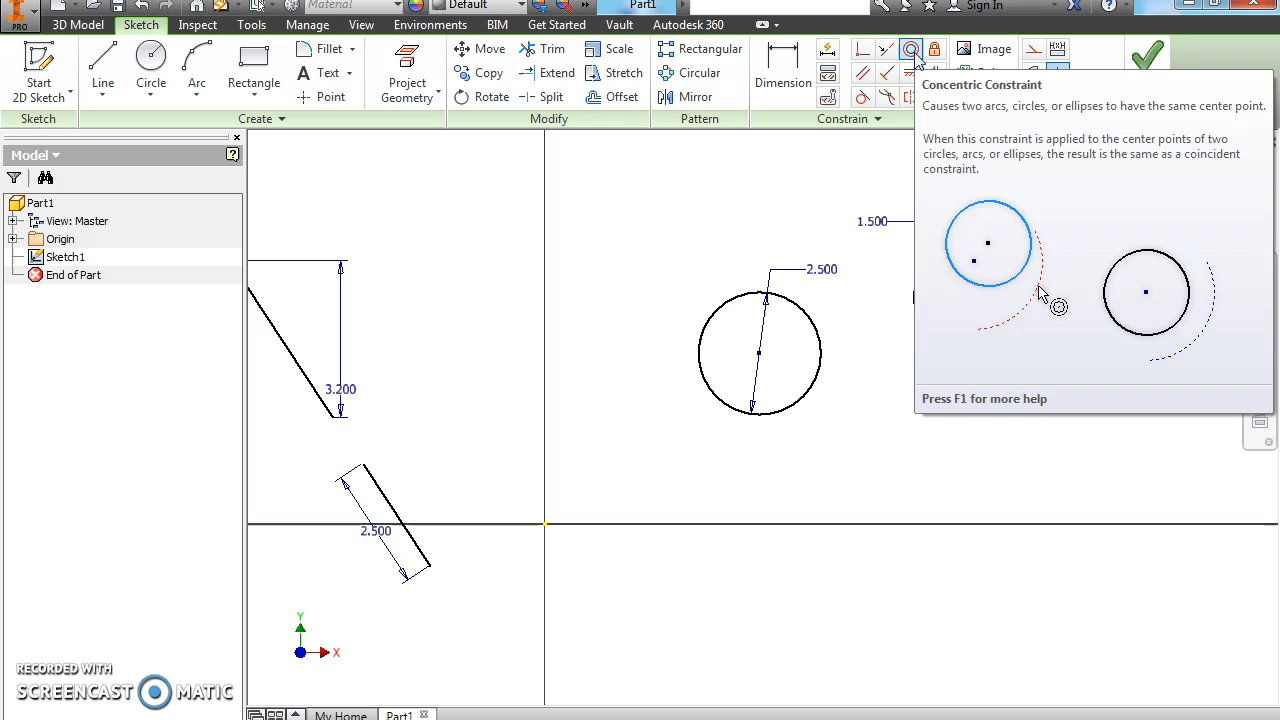 Material
Default
Part1
Sign In
PRO
3D Model
Sketch
Inspect
Tools
Manage
View
Environments
BIM
Get Started
Vault
Autodesk 360
Start
2D Sketch
Line
Circle
Arc
Rectangle
Fillet
Text
Point
Project
Geometry
Move
Copy
Rotate
Trim
Extend
Split
Scale
Stretch
Offset
Rectangular
Circular
Mirror
Dimension
Image
Sketch
Create
Modify
Pattern
Constrain
Concentric Constraint
Causes two arcs, circles, or ellipses to have the same center point.
When this constraint is applied to the center points of two
circles, arcs, or ellipses, the result is the same as a coincident
constraint.
Press F1 for more help
Model
Part1
View: Master
Origin
Sketch1
End of Part
1.500
2.500
3.200
2.500
Y
X
RECORDED WITH
SCREENCAST MATIC
My Home
Part1